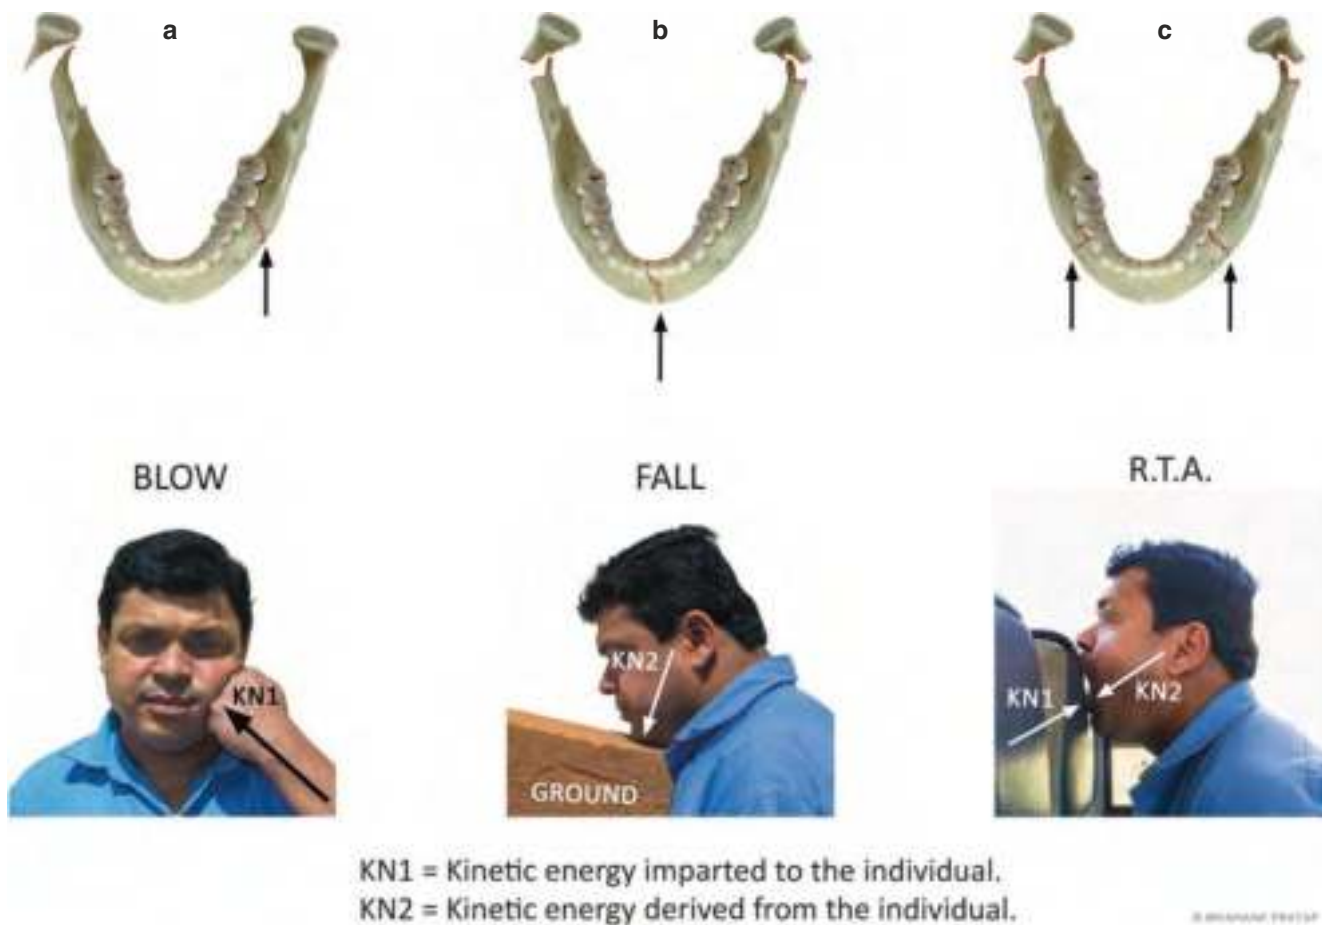 a
b
c
BLOW
FALL
R.T.A.
KN1
KN2
GROUND
KN1
KN2
KN1 = Kinetic energy imparted to the individual.
KN2 = Kinetic energy derived from the individual.